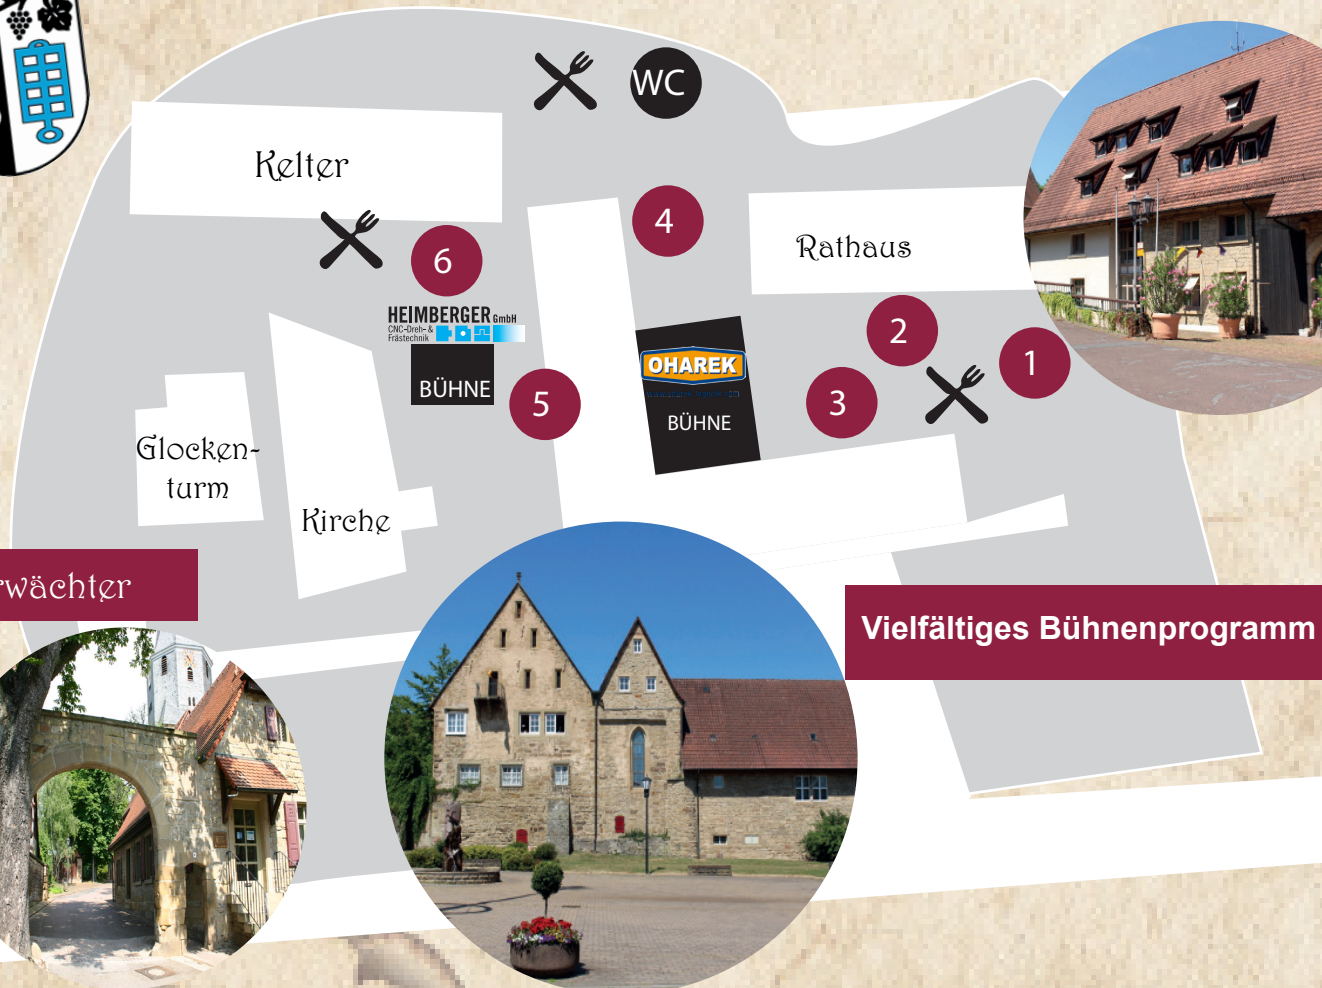 WC
Kelter
4
Rathaus
6
HEIMBERGER GmbH
CNC-Dreh- &
Frästechnik
2
1
OHAREK
BÜHNE
5
3
BÜHNE
Glocken-
turm
Kirche
wächter
Vielfältiges Bühnenprogramm